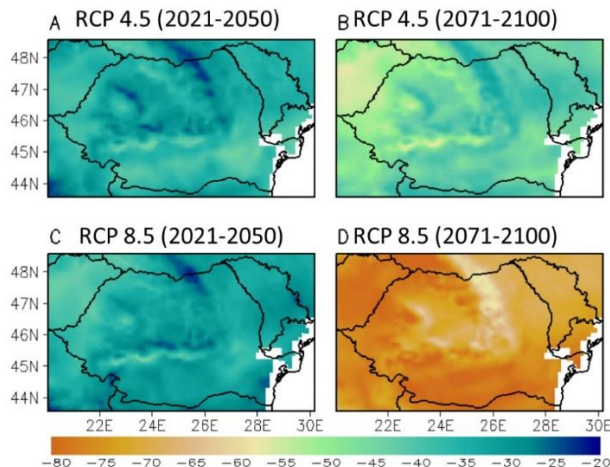 A RCP 4.5 (2021-2050)
B RCP 4.5 (2071-2100)
48N
47N
46N
45N
44N
C RCP 8.5 (2021-2050)
D RCP 8.5 (2071-2100)
48N
47N
46N
45N
44N
22E 24E 26E 28E 30E
22E 24E 26E 28E 30E
−80 −75 −70 −65 −60 −55 −50 −45 −40 −35 −30 −25 −20